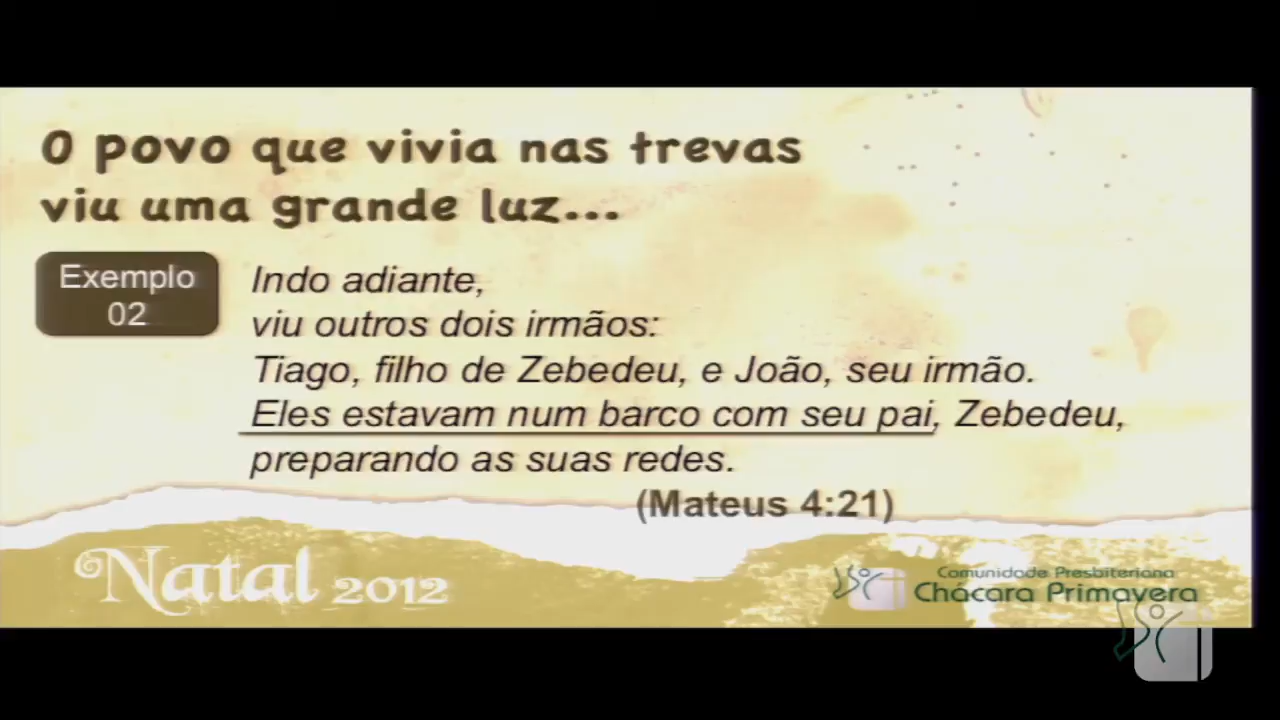 O povo que vivia nas trevas
viu uma grande luz...
Exemplo
02
Indo adiante,
viu outros dois irmãos:
Tiago, filho de Zebedeu, e João, seu irmão.
Eles estavam num barco com seu pai, Zebedeu,
preparando as suas redes.
(Mateus 4:21)
Natal 2012
Comunidade Presbiteriana
Chácara Primavera